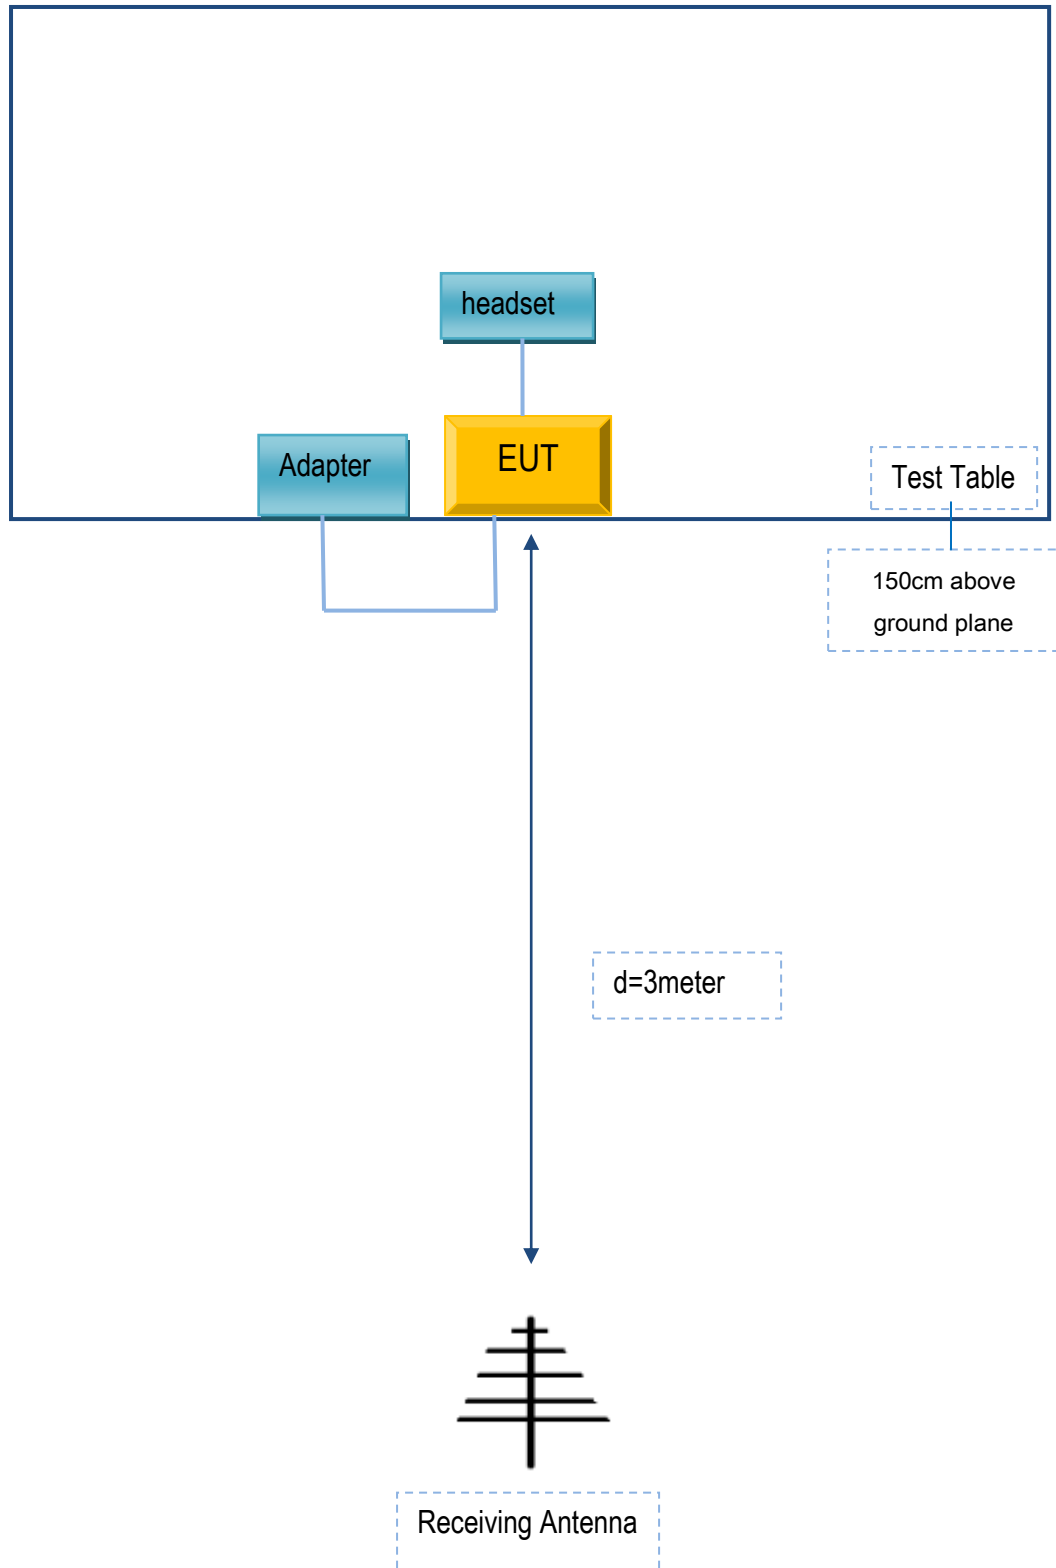 headset
Adapter
EUT
Test Table
150cm above
ground plane
d=3meter
Receiving Antenna